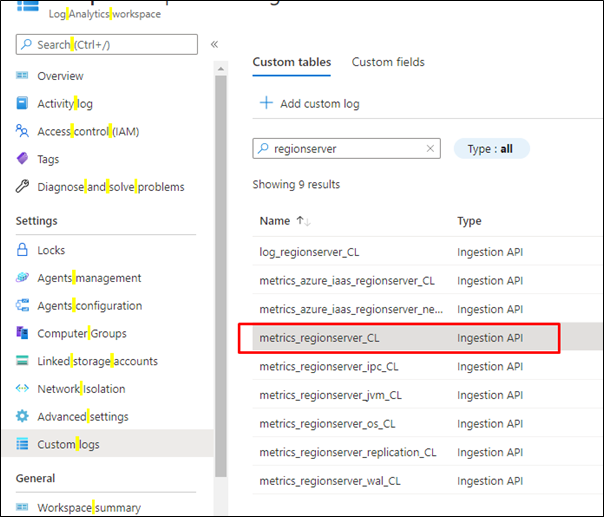 Log Analytics workspace
Search (Ctrl+/)
«
Overview
Activity log
Access control (IAM)
Tags
Diagnose and solve problems
Settings
Locks
Agents management
Agents configuration
Computer Groups
Linked storage accounts
Network Isolation
Advanced settings
Custom logs
General
Workspace summary
Custom tables Custom fields
+ Add custom log
regionserver Type : all
Showing 9 results
Name ↑↓ Type
log_regionserver_CL Ingestion API
metrics_azure_iaas_regionserver_CL Ingestion API
metrics_azure_iaas_regionserver_ne... Ingestion API
metrics_regionserver_CL Ingestion API
metrics_regionserver_ipc_CL Ingestion API
metrics_regionserver_jvm_CL Ingestion API
metrics_regionserver_os_CL Ingestion API
metrics_regionserver_replication_CL Ingestion API
metrics_regionserver_wal_CL Ingestion API